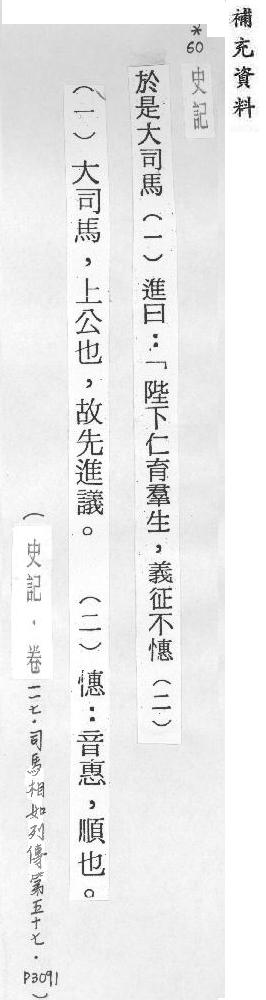 補充資料
*60
史記
於是大司馬（一）進曰：「陛下仁育羣生，義征不憓（二）
（一）大司馬，上公也，故先進議。（二）憓：音惠，順也。
（史記．卷一一七．司馬相如列傳第五十七．P3091）